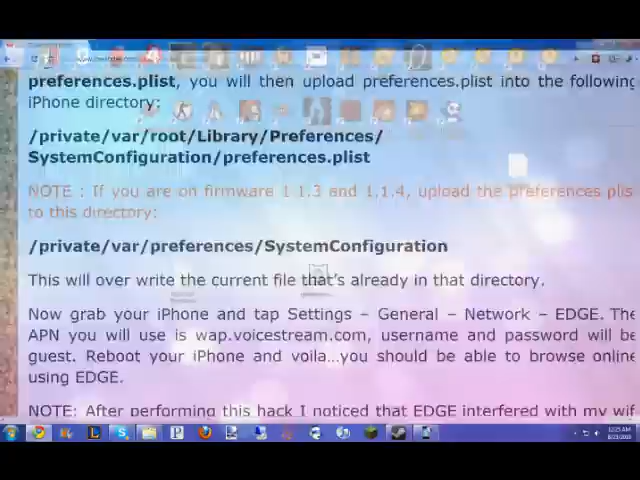 preferences.plist, you will then upload preferences.plist into the following
iPhone directory:
/private/var/root/Library/Preferences/
SystemConfiguration/preferences.plist
NOTE : If you are on firmware 1.1.3 and 1.1.4, upload the preferences plis
to this directory:
/private/var/preferences/SystemConfiguration
This will over write the current file that's already in that directory.
Now grab your iPhone and tap Settings – General – Network – EDGE. The
APN you will use is wap.voicestream.com, username and password will be
guest. Reboot your iPhone and voila...you should be able to browse online
using EDGE.
NOTE: After performing this hack I noticed that EDGE interfered with my wif